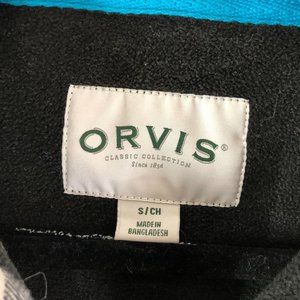 ORVIS®
CLASSIC COLLECTION
Since 1856
S/CH
MADE IN
BANGLADESH